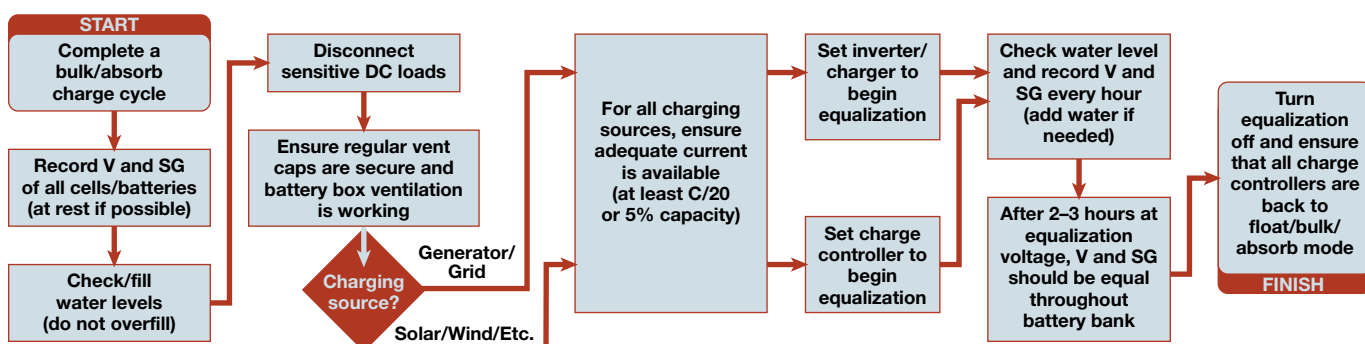 START
Complete a
bulk/absorb
charge cycle
Record V and SG
of all cells/batteries
(at rest if possible)
Check/fill
water levels
(do not overfill)
Disconnect
sensitive DC loads
Ensure regular vent
caps are secure and
battery box ventilation
is working
Charging
source?
Generator/
Grid
Solar/Wind/Etc.
For all charging
sources, ensure
adequate current
is available
(at least C/20
or 5% capacity)
Set inverter/
charger to
begin
equalization
Set charge
controller to
begin
equalization
Check water level
and record V and
SG every hour
(add water if
needed)
After 2–3 hours at
equalization
voltage, V and SG
should be equal
throughout
battery bank
Turn
equalization
off and ensure
that all charge
controllers are
back to
float/bulk/
absorb mode
FINISH